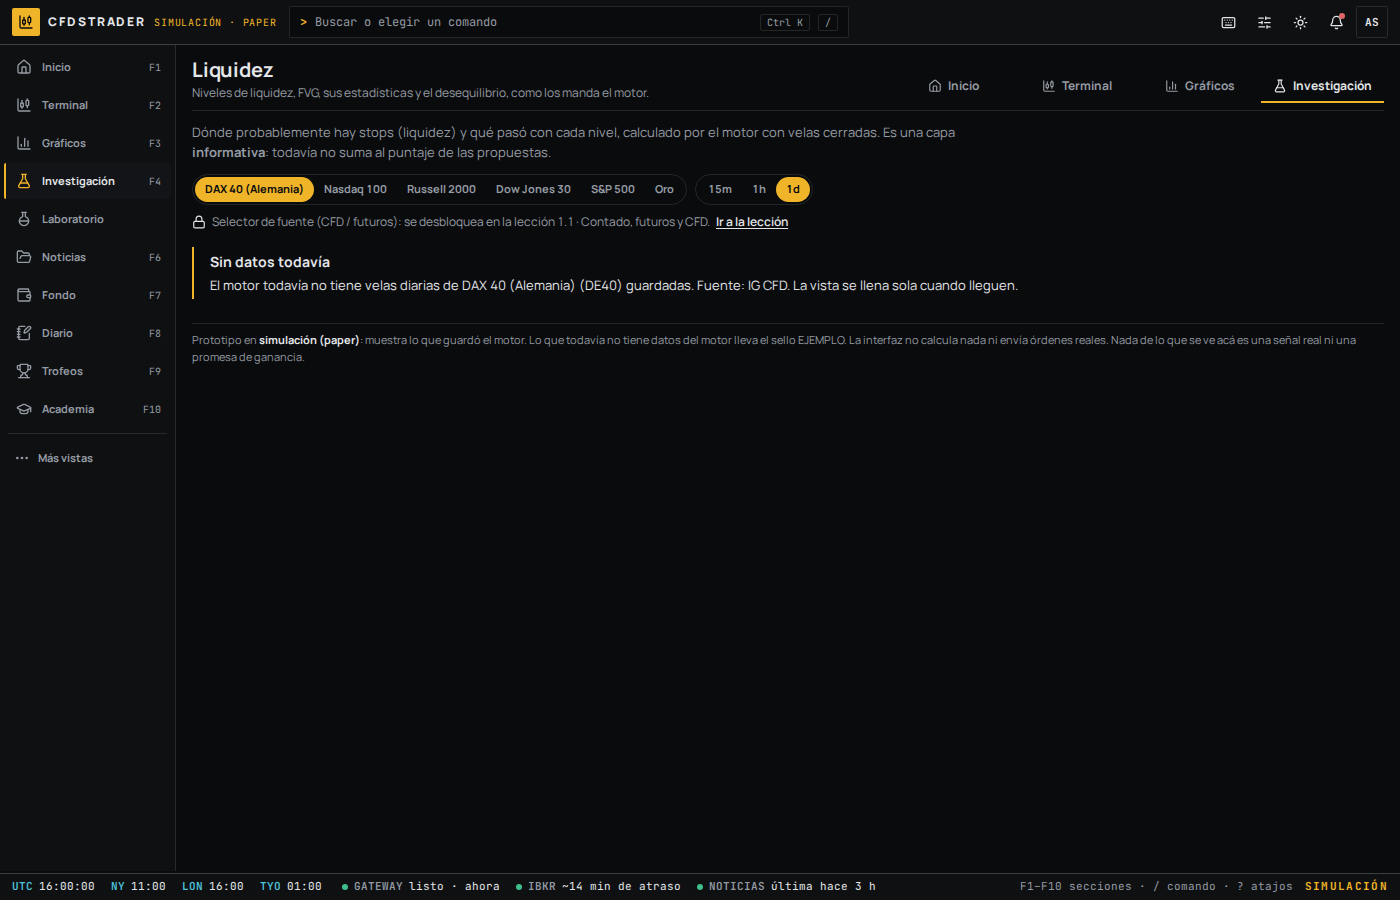 CFDSTRADER SIMULACIÓN · PAPER > Buscar o elegir un comando Ctrl K / AS
Inicio F1
Terminal F2
Gráficos F3
Investigación F4
Laboratorio
Noticias F6
Fondo F7
Diario F8
Trofeos F9
Academia F10
Más vistas
Liquidez
Niveles de liquidez, FVG, sus estadísticas y el desequilibrio, como los manda el motor.
Inicio Terminal Gráficos Investigación
Dónde probablemente hay stops (liquidez) y qué pasó con cada nivel, calculado por el motor con velas cerradas. Es una capa
informativa: todavía no suma al puntaje de las propuestas.
DAX 40 (Alemania) Nasdaq 100 Russell 2000 Dow Jones 30 S&P 500 Oro 15m 1h 1d
Selector de fuente (CFD / futuros): se desbloquea en la lección 1.1 · Contado, futuros y CFD. Ir a la lección
Sin datos todavía
El motor todavía no tiene velas diarias de DAX 40 (Alemania) (DE40) guardadas. Fuente: IG CFD. La vista se llena sola cuando lleguen.
Prototipo en simulación (paper): muestra lo que guardó el motor. Lo que todavía no tiene datos del motor lleva el sello EJEMPLO. La interfaz no calcula nada ni envía órdenes reales. Nada de lo que se ve acá es una señal real ni una
promesa de ganancia.
UTC 16:00:00 NY 11:00 LON 16:00 TYO 01:00 GATEWAY listo · ahora IBKR ~14 min de atraso NOTICIAS última hace 3 h F1–F10 secciones · / comando · ? atajos SIMULACIÓN